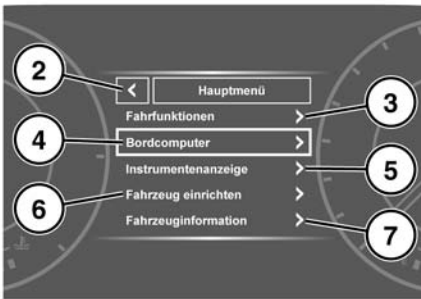 2
< Hauptmenü
Fahrfunktionen >
3
4
Bordcomputer >
Instrumentenanzeige >
5
6
Fahrzeug einrichten >
Fahrzeuginformation >
7